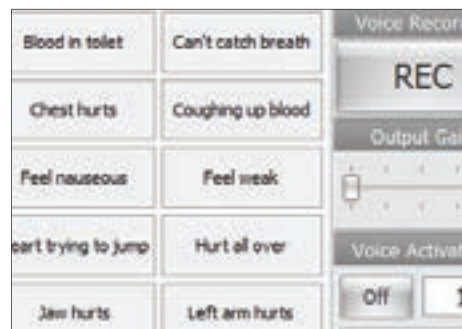 Blood in toilet
Can't catch breath
Chest hurts
Coughing up blood
Feel nauseous
Feel weak
eart trying to jump
Hurt all over
Jaw hurts
Left arm hurts
Voice Recor
REC
Output Gai
Voice Activat
Off
1